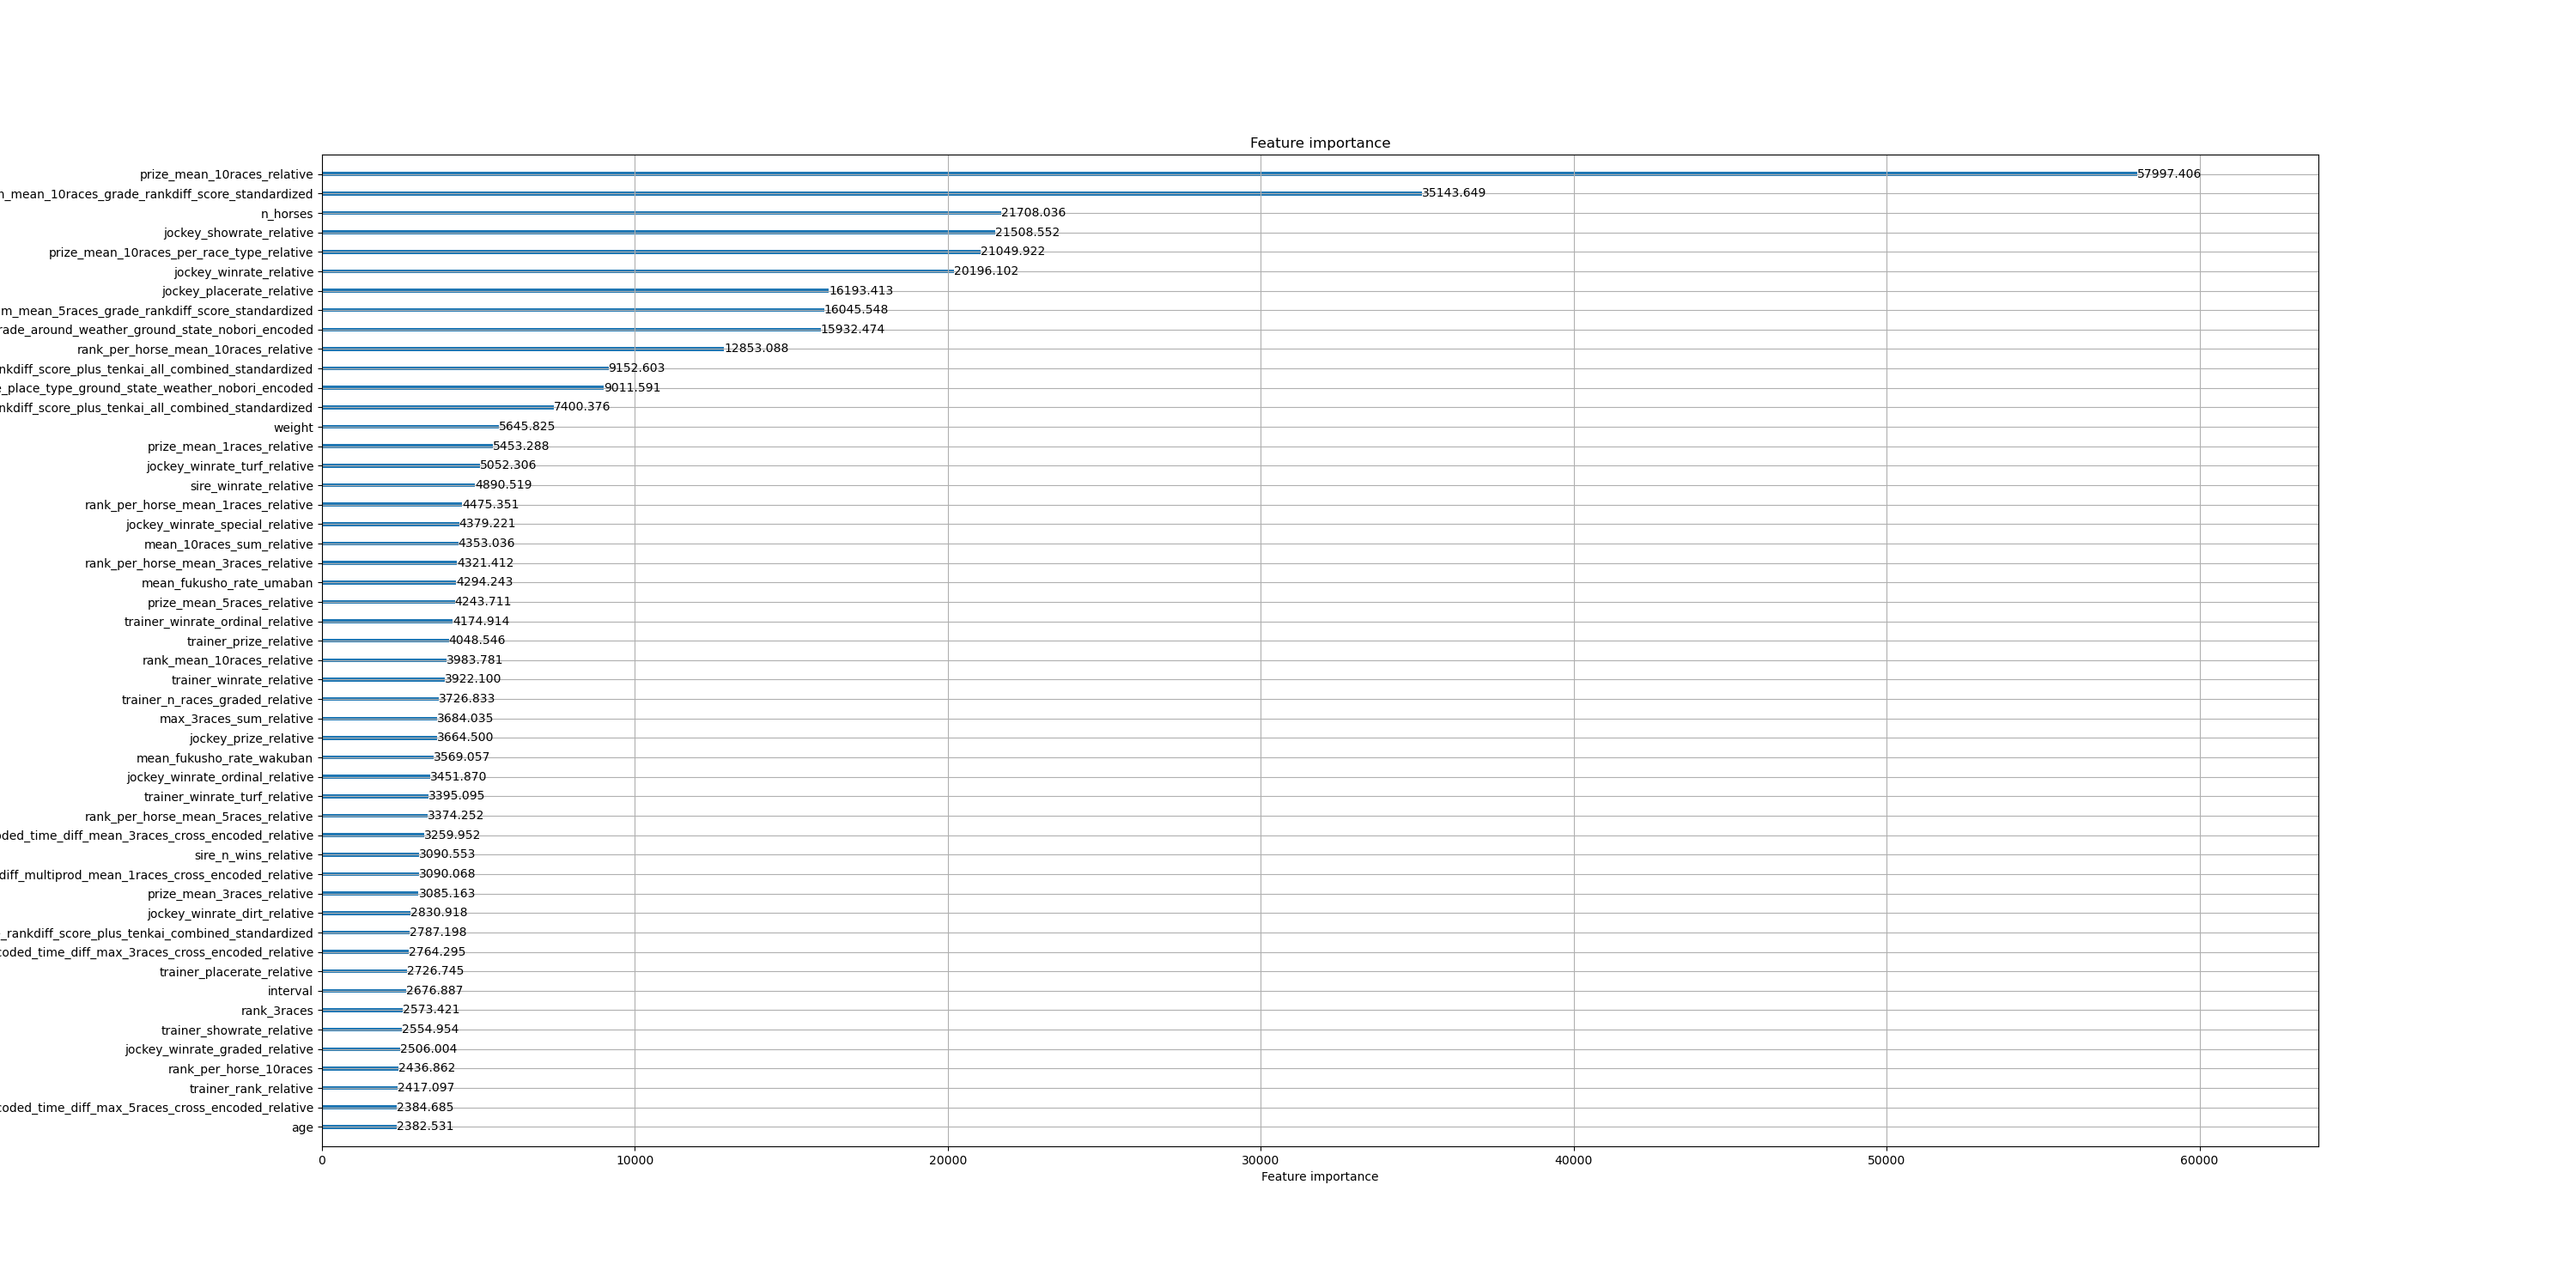 Feature importance
prize_mean_10races_relative 57997.406
_mean_10races_grade_rankdiff_score_standardized 35143.649
n_horses 21708.036
jockey_showrate_relative 21508.552
prize_mean_10races_per_race_type_relative 21049.922
jockey_winrate_relative 20196.102
jockey_placerate_relative 16193.413
m_mean_5races_grade_rankdiff_score_standardized 16045.548
rade_around_weather_ground_state_nobori_encoded 15932.474
rank_per_horse_mean_10races_relative 12853.088
nkdiff_score_plus_tenkai_all_combined_standardized 9152.603
_place_type_ground_state_weather_nobori_encoded 9011.591
nkdiff_score_plus_tenkai_all_combined_standardized 7400.376
weight 5645.825
prize_mean_1races_relative 5453.288
jockey_winrate_turf_relative 5052.306
sire_winrate_relative 4890.519
rank_per_horse_mean_1races_relative 4475.351
jockey_winrate_special_relative 4379.221
mean_10races_sum_relative 4353.036
rank_per_horse_mean_3races_relative 4321.412
mean_fukusho_rate_umaban 4294.243
prize_mean_5races_relative 4243.711
trainer_winrate_ordinal_relative 4174.914
trainer_prize_relative 4048.546
rank_mean_10races_relative 3983.781
trainer_winrate_relative 3922.100
trainer_n_races_graded_relative 3726.833
max_3races_sum_relative 3684.035
jockey_prize_relative 3664.500
mean_fukusho_rate_wakuban 3569.057
jockey_winrate_ordinal_relative 3451.870
trainer_winrate_turf_relative 3395.095
rank_per_horse_mean_5races_relative 3374.252
ded_time_diff_mean_3races_cross_encoded_relative 3259.952
sire_n_wins_relative 3090.553
diff_multiprod_mean_1races_cross_encoded_relative 3090.068
prize_mean_3races_relative 3085.163
jockey_winrate_dirt_relative 2830.918
_rankdiff_score_plus_tenkai_combined_standardized 2787.198
coded_time_diff_max_3races_cross_encoded_relative 2764.295
trainer_placerate_relative 2726.745
interval 2676.887
rank_3races 2573.421
trainer_showrate_relative 2554.954
jockey_winrate_graded_relative 2506.004
rank_per_horse_10races 2436.862
trainer_rank_relative 2417.097
coded_time_diff_max_5races_cross_encoded_relative 2384.685
age 2382.531
0 10000 20000 30000 40000 50000 60000
Feature importance